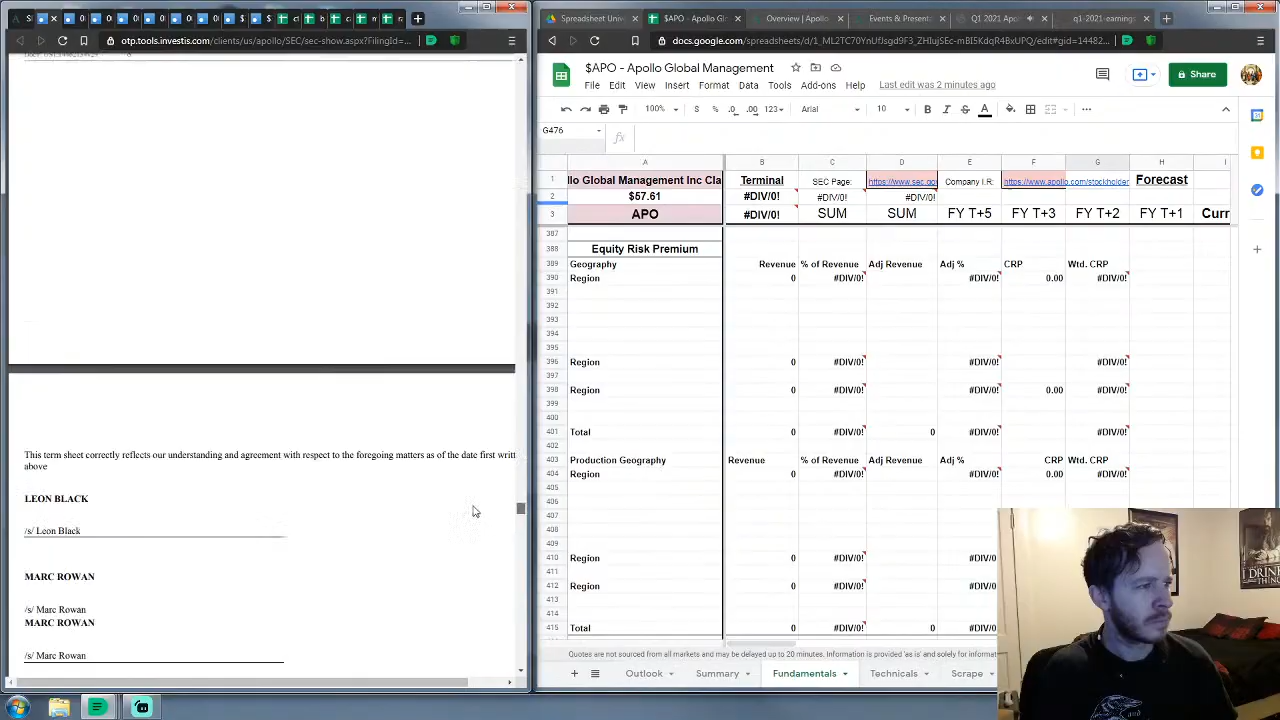 Spreadsheet Uni
$APO - Apollo Glo
Overview | Apollo
Events & Present
Q1 2021 Apo
q1-2021-earnings
otp.tools.investis.com/clients/us/apollo/SEC/sec-show.aspx?FilingId=...
docs.google.com/spreadsheets/d/1_ML2TC70YnUfJsgd9F3_ZHIujSEc-mBI5KdqR4BxUPQ/edit#gid=14482...
$APO - Apollo Global Management
File Edit View Insert Format Data Tools Add-ons Help Last edit was 2 minutes ago
Share
100% $ % .0 .00 123 Arial 10 B I S A
G476 fx
A B C D E F G H I
1 llo Global Management Inc Cla Terminal SEC Page: https://www.sec.gov Company I.R: https://www.apollo.com/stockholder Forecast
2 $57.61 #DIV/0! #DIV/0! #DIV/0!
3 APO #DIV/0! SUM SUM FY T+5 FY T+3 FY T+2 FY T+1 Curr
387
388 Equity Risk Premium
389 Geography Revenue % of Revenue Adj Revenue Adj % CRP Wtd. CRP
390 Region 0 #DIV/0! #DIV/0! 0.00 #DIV/0!
391
392
393
394
395
396 Region 0 #DIV/0! #DIV/0! #DIV/0!
397
398 Region 0 #DIV/0! #DIV/0! 0.00 #DIV/0!
399
400
401 Total 0 #DIV/0! 0 #DIV/0! #DIV/0!
402
403 Production Geography Revenue % of Revenue Adj Revenue Adj % CRP Wtd. CRP
404 Region 0 #DIV/0! #DIV/0! 0.00 #DIV/0!
405
406
407
408
409
410 Region 0 #DIV/0! #DIV/0
411
412 Region 0 #DIV/0! #DIV/0
413
414
415 Total 0 #DIV/0! 0 #DIV/0
Quotes are not sourced from all markets and may be delayed up to 20 minutes. Information is provided 'as is' and solely for informat
Outlook Summary Fundamentals Technicals Scrape
This term sheet correctly reflects our understanding and agreement with respect to the foregoing matters as of the date first writt
above
LEON BLACK
/s/ Leon Black
MARC ROWAN
/s/ Marc Rowan
MARC ROWAN
/s/ Marc Rowan
I DRINK
THING
and